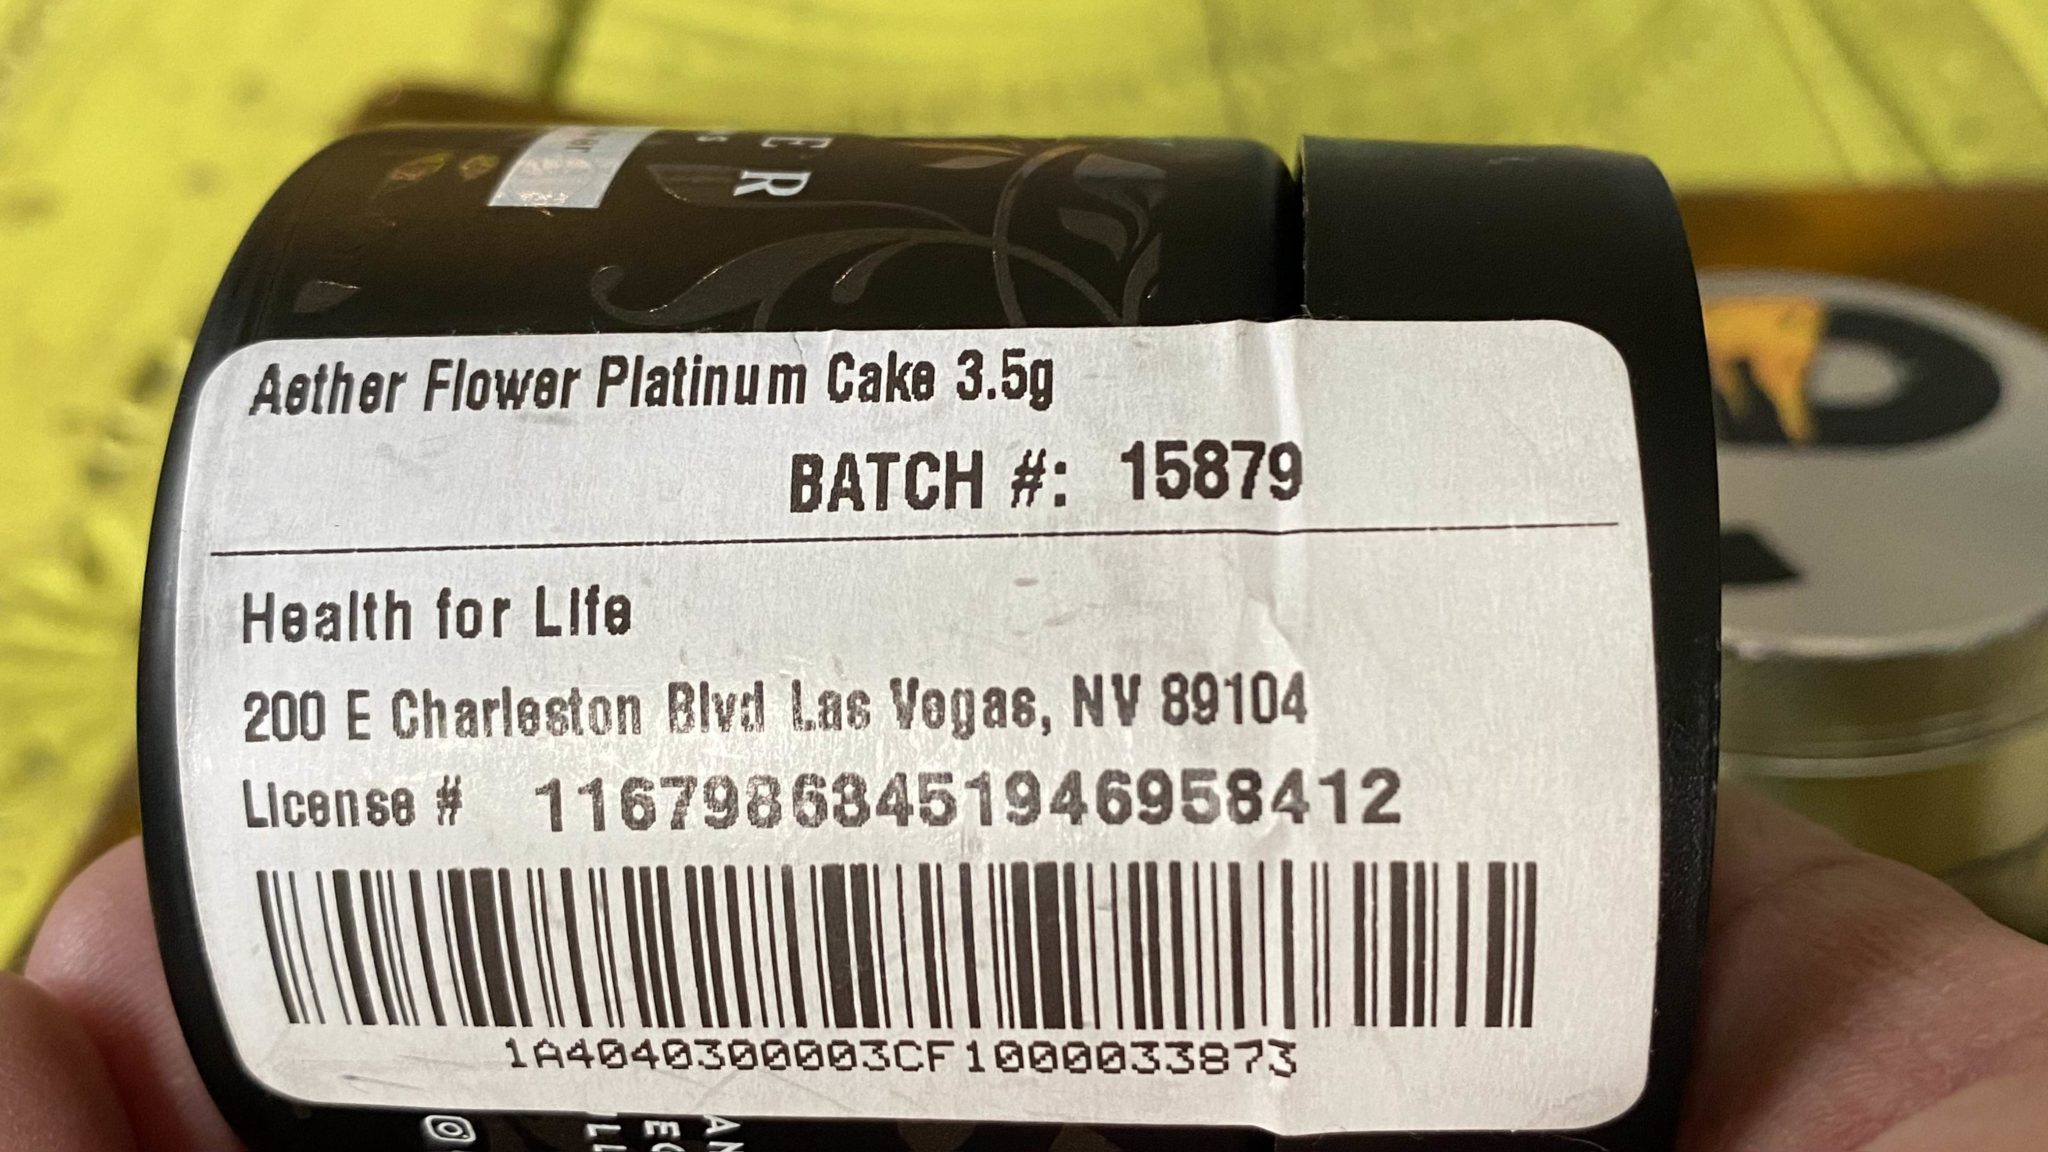 ER
Aether Flower Platinum Cake 3.5g
BATCH #: 15879
Health for Life
200 E Charleston Blvd Las Vegas, NV 89104
License # 11679863451946958412
1A4040300003CF1000033873